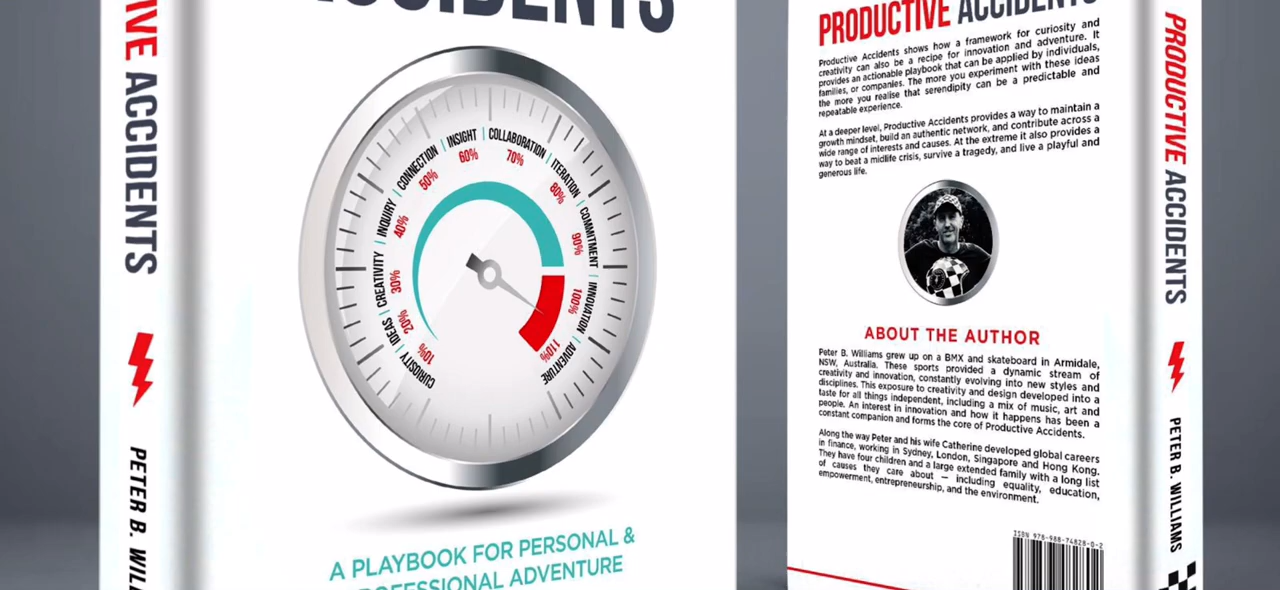 IVE ACCIDENTS
PETER B. WILL
ACCIDENTS
CURIOSITY | IDEAS | CREATIVITY | INQUIRY | CONNECTION | INSIGHT | COLLABORATION | ITERATION | COMMITMENT | INNOVATION | ADVENTURE
10% 20% 30% 40% 50% 60% 70% 80% 90% 100% 110%
A PLAYBOOK FOR PERSONAL &
PROFESSIONAL ADVENTURE
PRODUCTIVE ACCIDENTS
Productive Accidents shows how a framework for curiosity and
creativity can also be a recipe for innovation and adventure. It
provides an actionable playbook that can be applied by individuals,
families, or companies. The more you experiment with these ideas
the more you realise that serendipity can be a predictable and
repeatable experience.
At a deeper level, Productive Accidents provides a way to maintain a
growth mindset, build an authentic network, and contribute across a
wide range of interests and causes. At the extreme it also provides a
way to beat a midlife crisis, survive a tragedy, and live a playful and
generous life.
ABOUT THE AUTHOR
Peter B. Williams grew up on a BMX and skateboard in Armidale,
NSW, Australia. These sports provided a dynamic stream of
creativity and innovation, constantly evolving into new styles and
disciplines. This exposure to creativity and design developed into a
taste for all things independent, including a mix of music, art and
people. An interest in innovation and how it happens has been a
constant companion and forms the core of Productive Accidents.
Along the way Peter and his wife Catherine developed global careers
in finance, working in Sydney, London, Singapore and Hong Kong.
They have four children and a large extended family with a long list
of causes they care about — including equality, education,
empowerment, entrepreneurship, and the environment.
ISBN 978-988-74828-0-2
PRODUCTIVE ACCIDENTS
PETER B. WILLIAMS